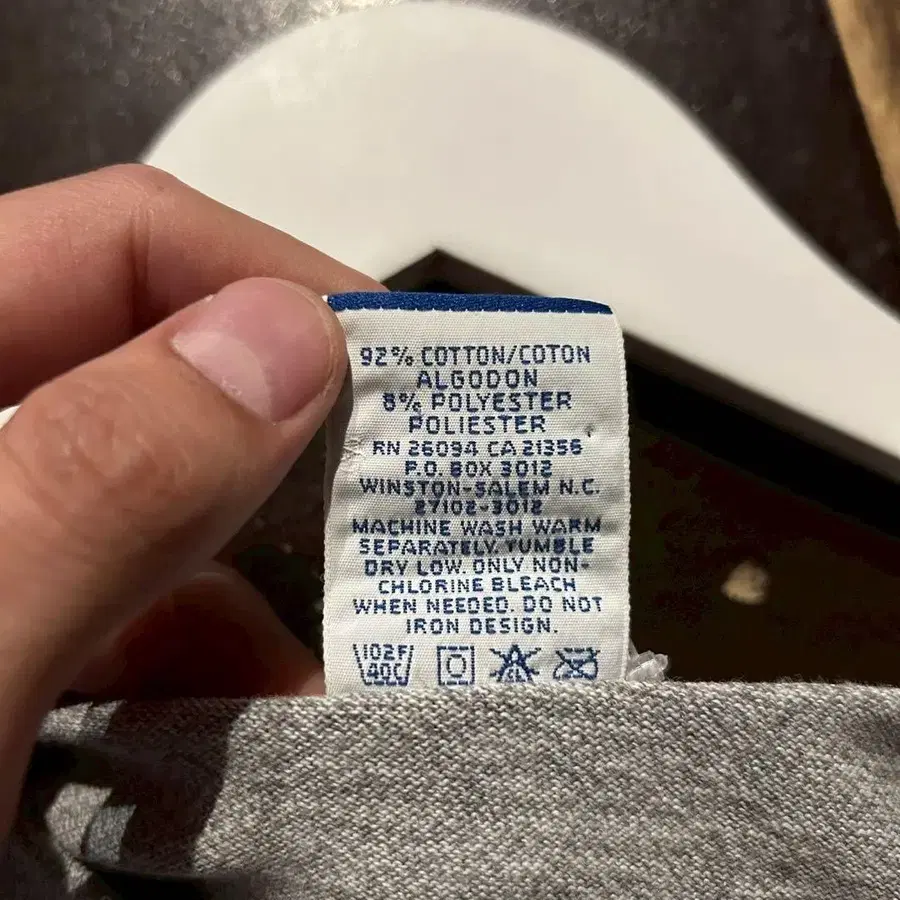 92% COTTON/COTON
ALGODON
8% POLYESTER
POLIESTER
RN 26094 CA 21356
P.O. BOX 3012
WINSTON-SALEM N.C.
27102-3012
MACHINE WASH WARM
SEPARATELY. TUMBLE
DRY LOW. ONLY NON-
CHLORINE BLEACH
WHEN NEEDED. DO NOT
IRON DESIGN.
102F
40C
CL